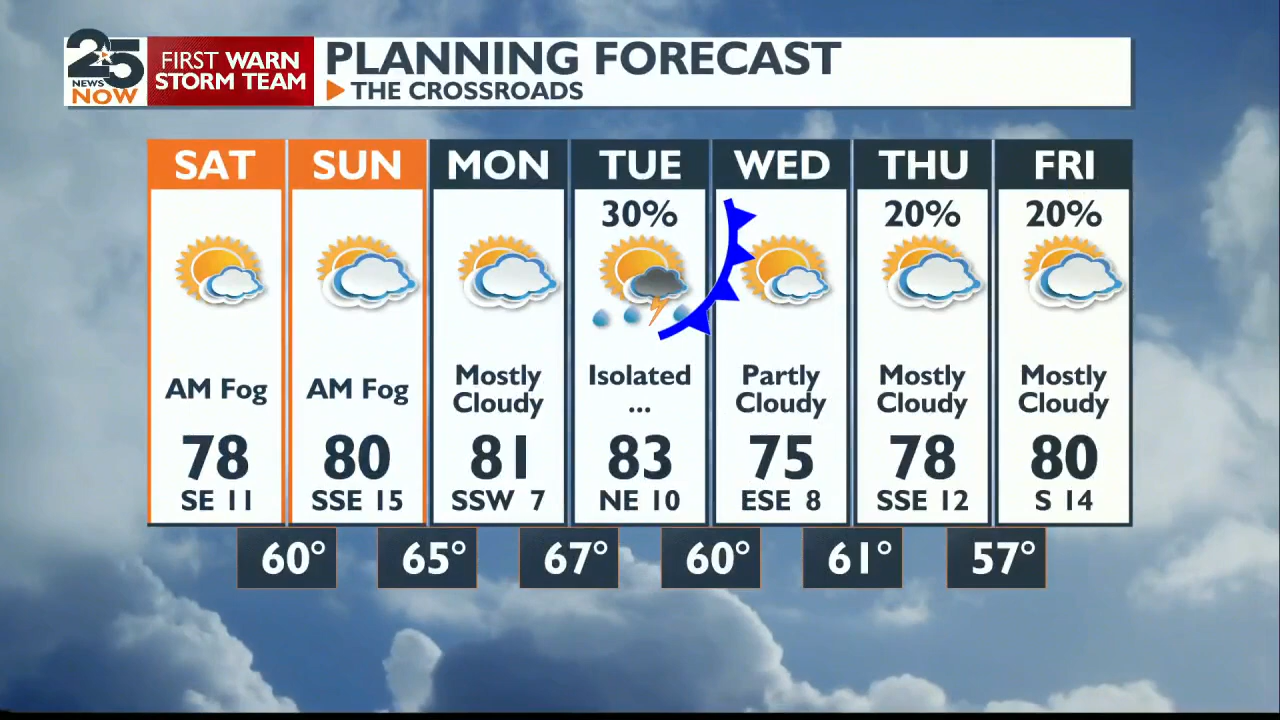 25
NEWS
NOW
FIRST WARN
STORM TEAM
PLANNING FORECAST
THE CROSSROADS
SAT SUN MON TUE WED THU FRI
30% 20% 20%
AM Fog AM Fog Mostly Cloudy Isolated ... Partly Cloudy Mostly Cloudy Mostly Cloudy
78 80 81 83 75 78 80
SE 11 SSE 15 SSW 7 NE 10 ESE 8 SSE 12 S 14
60° 65° 67° 60° 61° 57°